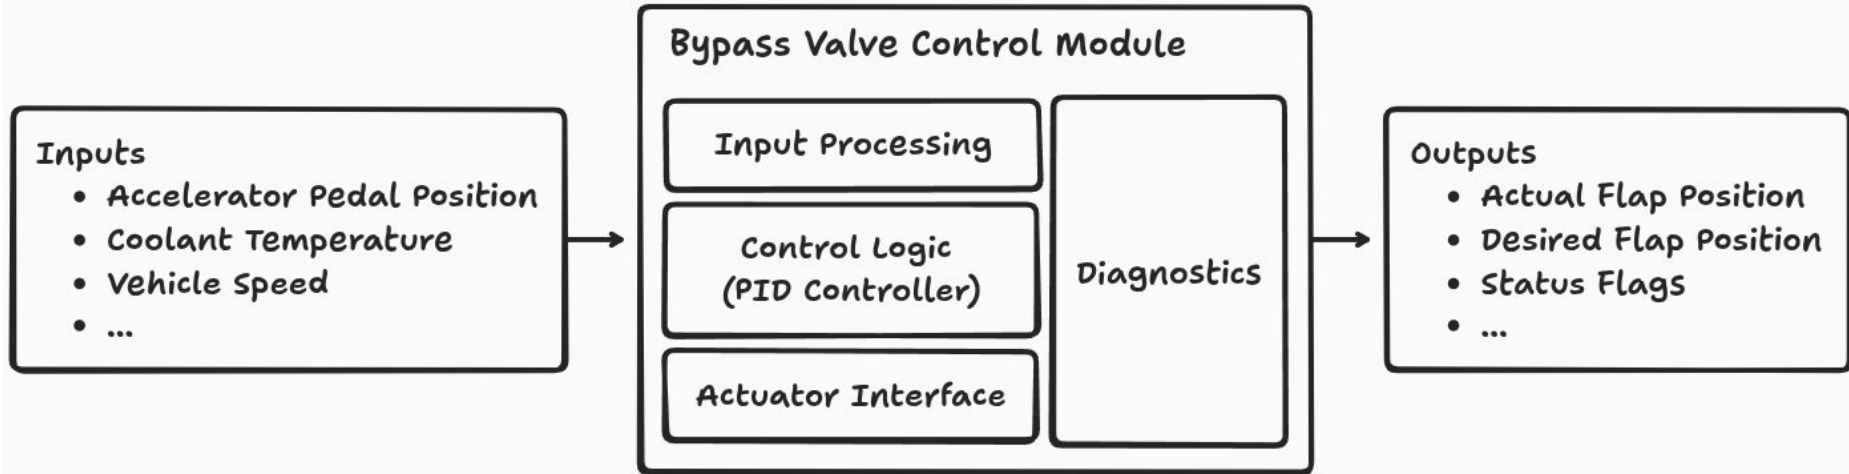 Bypass Valve Control Module
Inputs
• Accelerator Pedal Position
• Coolant Temperature
• Vehicle Speed
• ...
Input Processing
Control Logic
(PID Controller)
Actuator Interface
Diagnostics
Outputs
• Actual Flap Position
• Desired Flap Position
• Status Flags
• ...